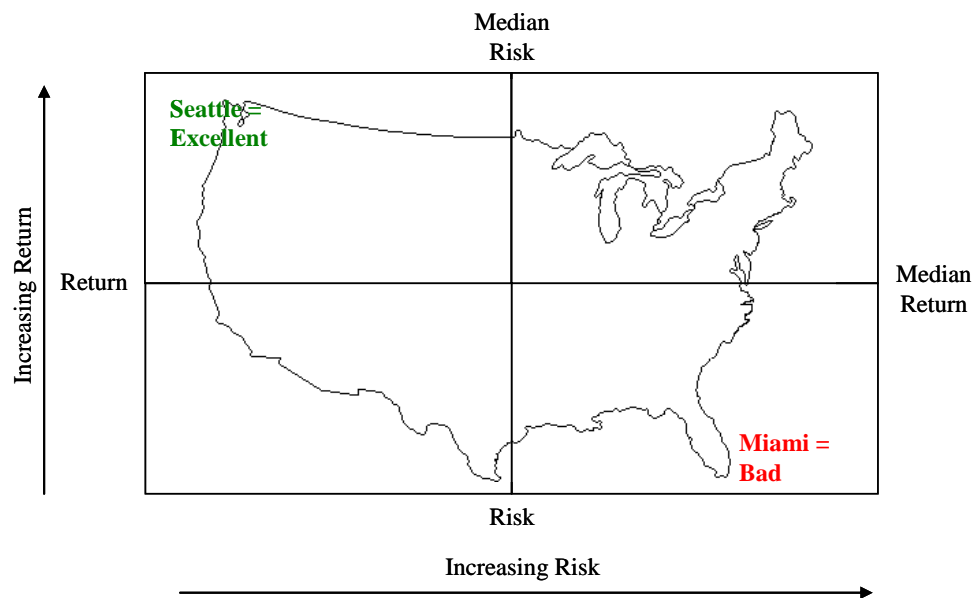 Median
Risk
Seattle =
Excellent
Increasing Return
Return
Median
Return
Miami =
Bad
Risk
Increasing Risk